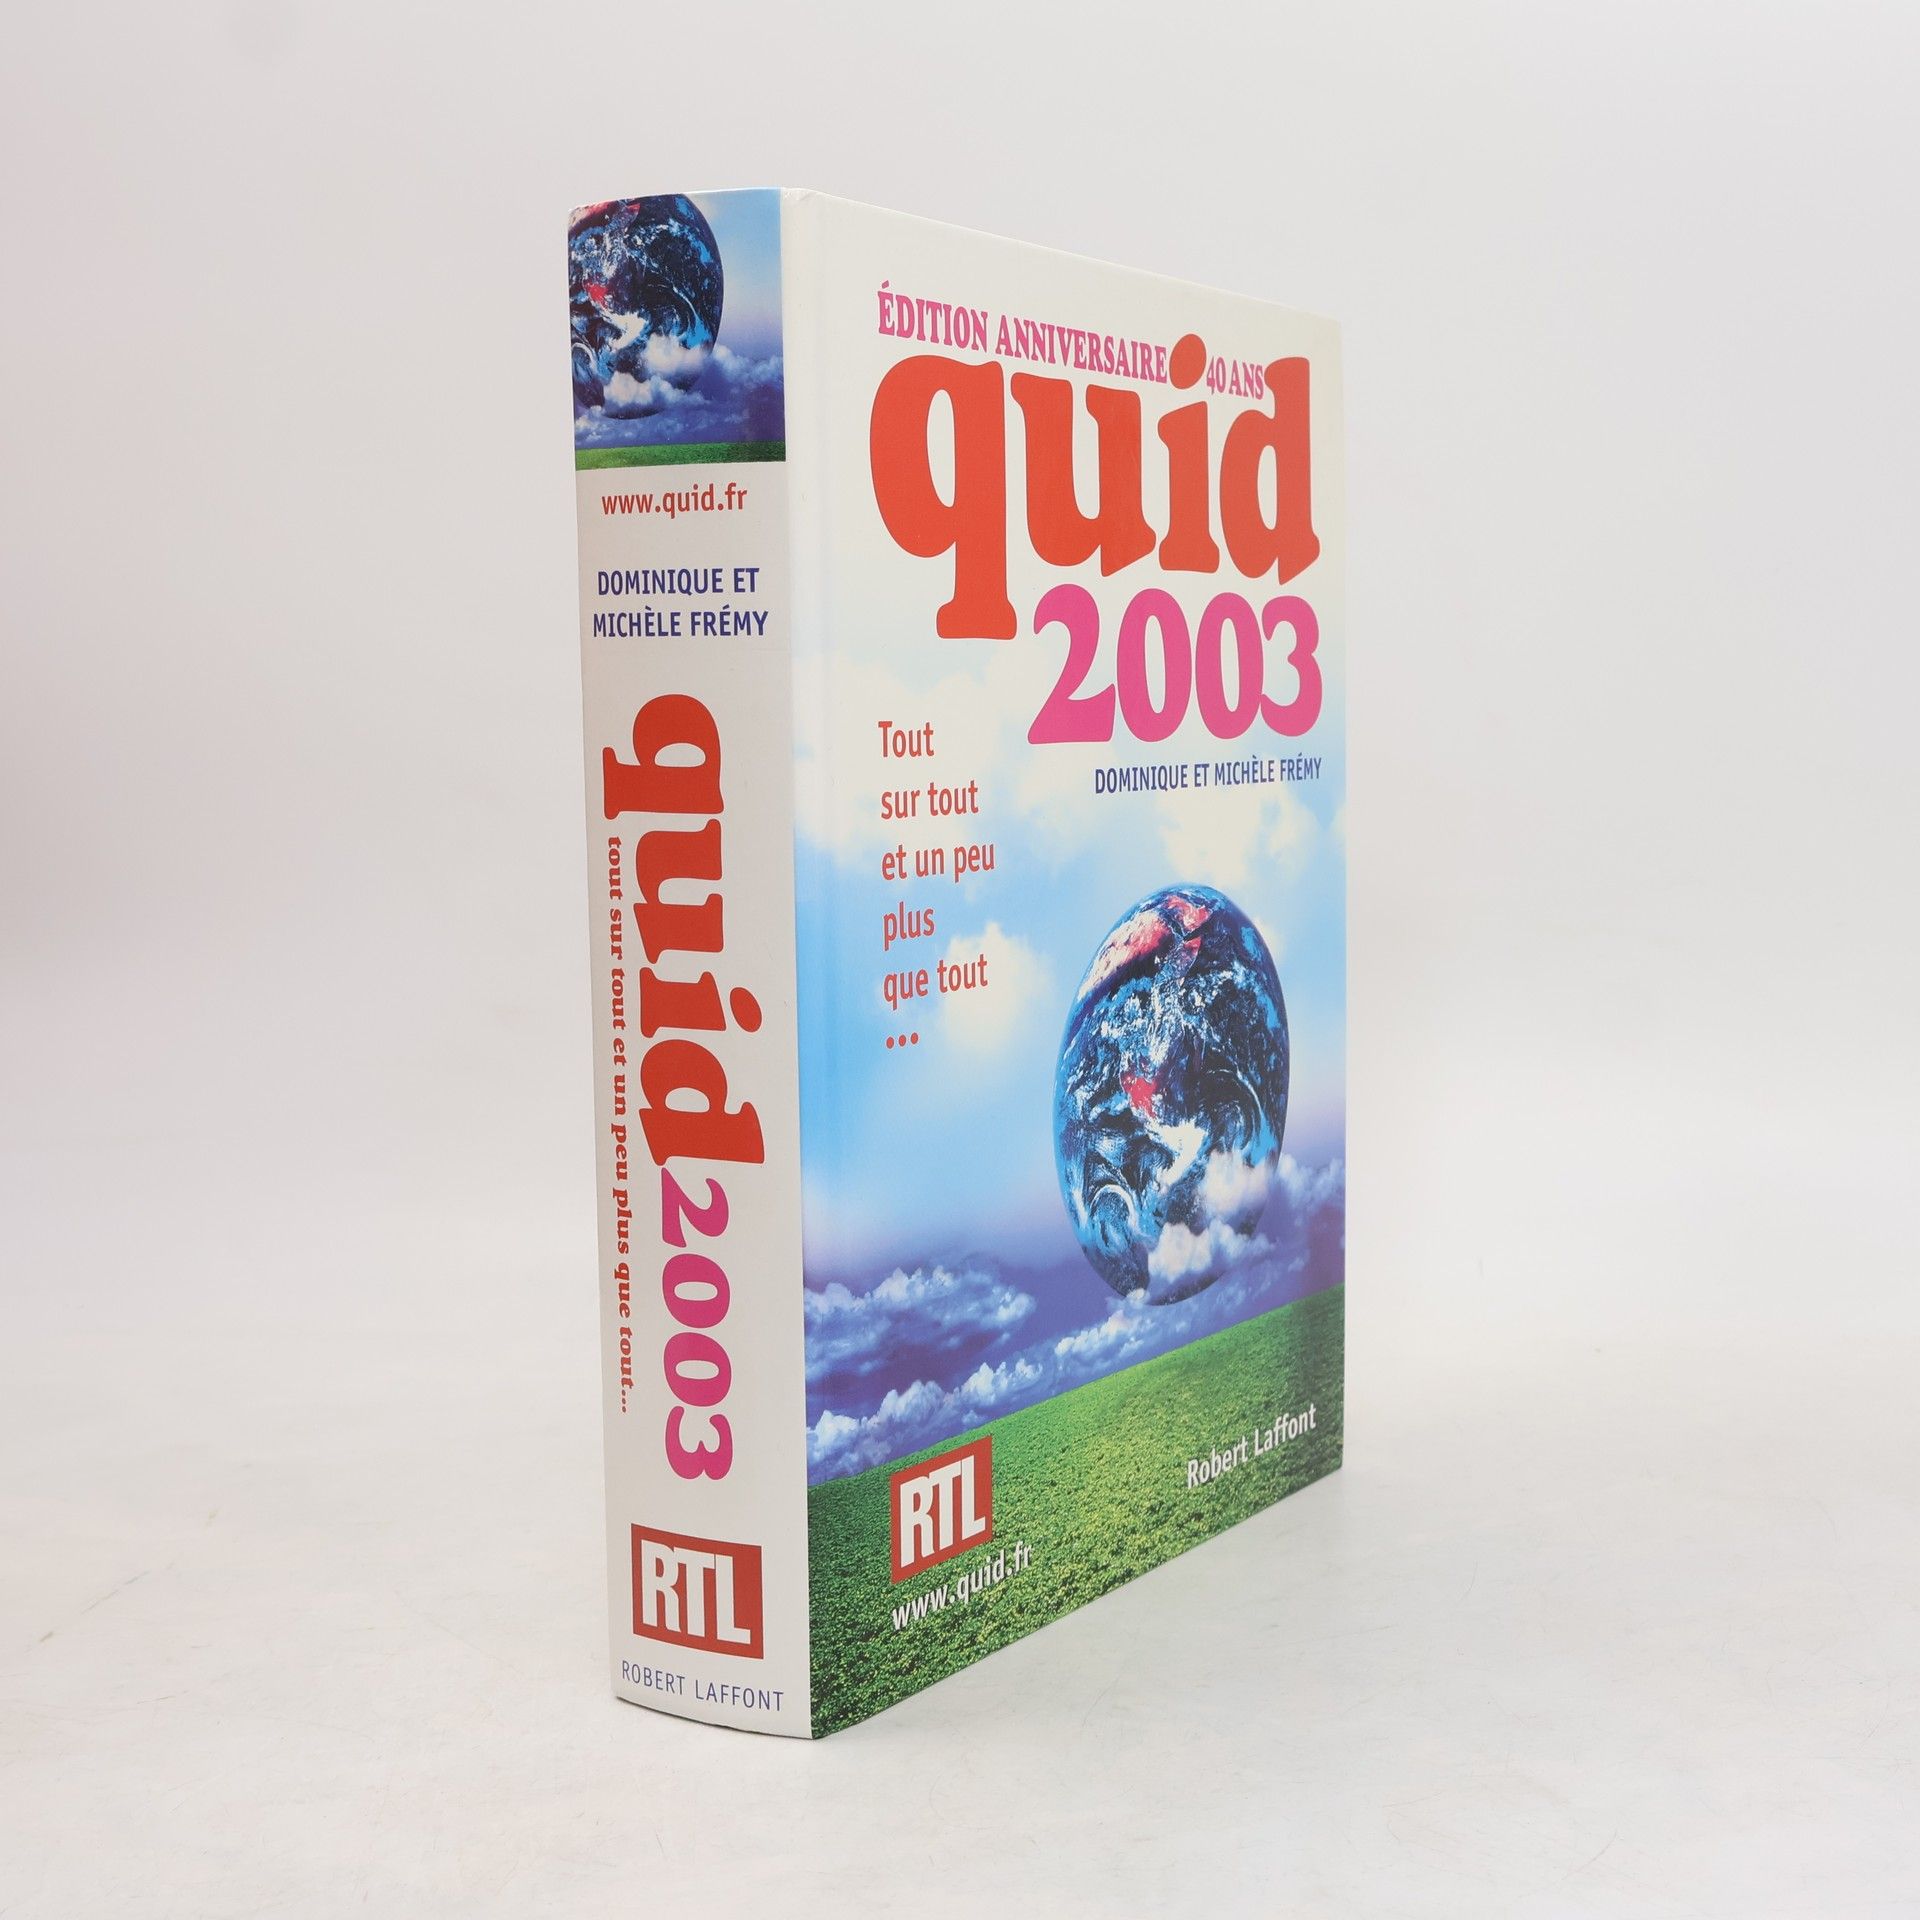 www.quid.fr
DOMINIQUE ET
MICHÈLE FRÉMY
quid 2003
tout sur tout et un peu plus que tout...
RTL
ROBERT LAFFONT
ÉDITION ANNIVERSAIRE 40 ANS
quid
2003
DOMINIQUE ET MICHÈLE FRÉMY
Tout
sur tout
et un peu
plus
que tout
...
Robert Laffont
RTL
www.quid.fr